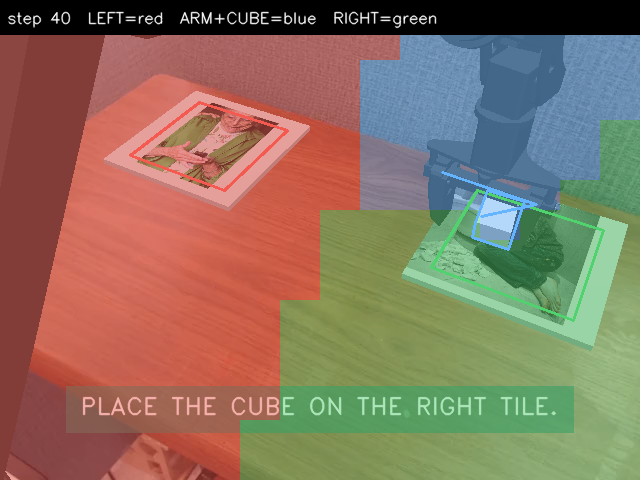 step 40 LEFT=red ARM+CUBE=blue RIGHT=green
PLACE THE CUBE ON THE RIGHT TILE.